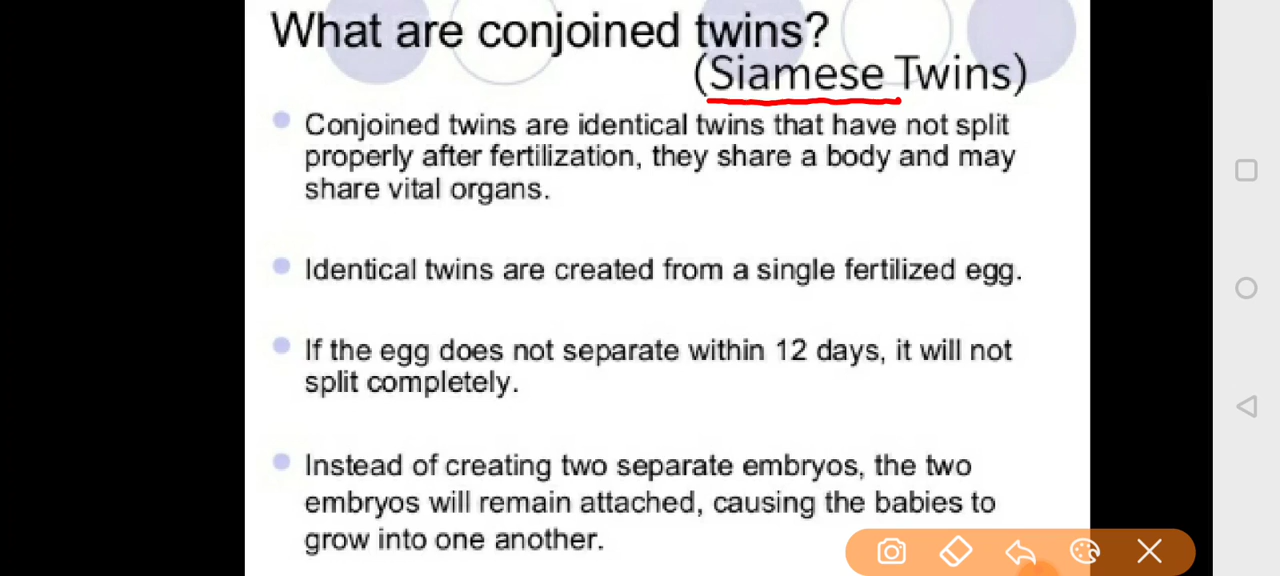 What are conjoined twins?
(Siamese Twins)
Conjoined twins are identical twins that have not split
properly after fertilization, they share a body and may
share vital organs.
Identical twins are created from a single fertilized egg.
If the egg does not separate within 12 days, it will not
split completely.
Instead of creating two separate embryos, the two
embryos will remain attached, causing the babies to
grow into one another.